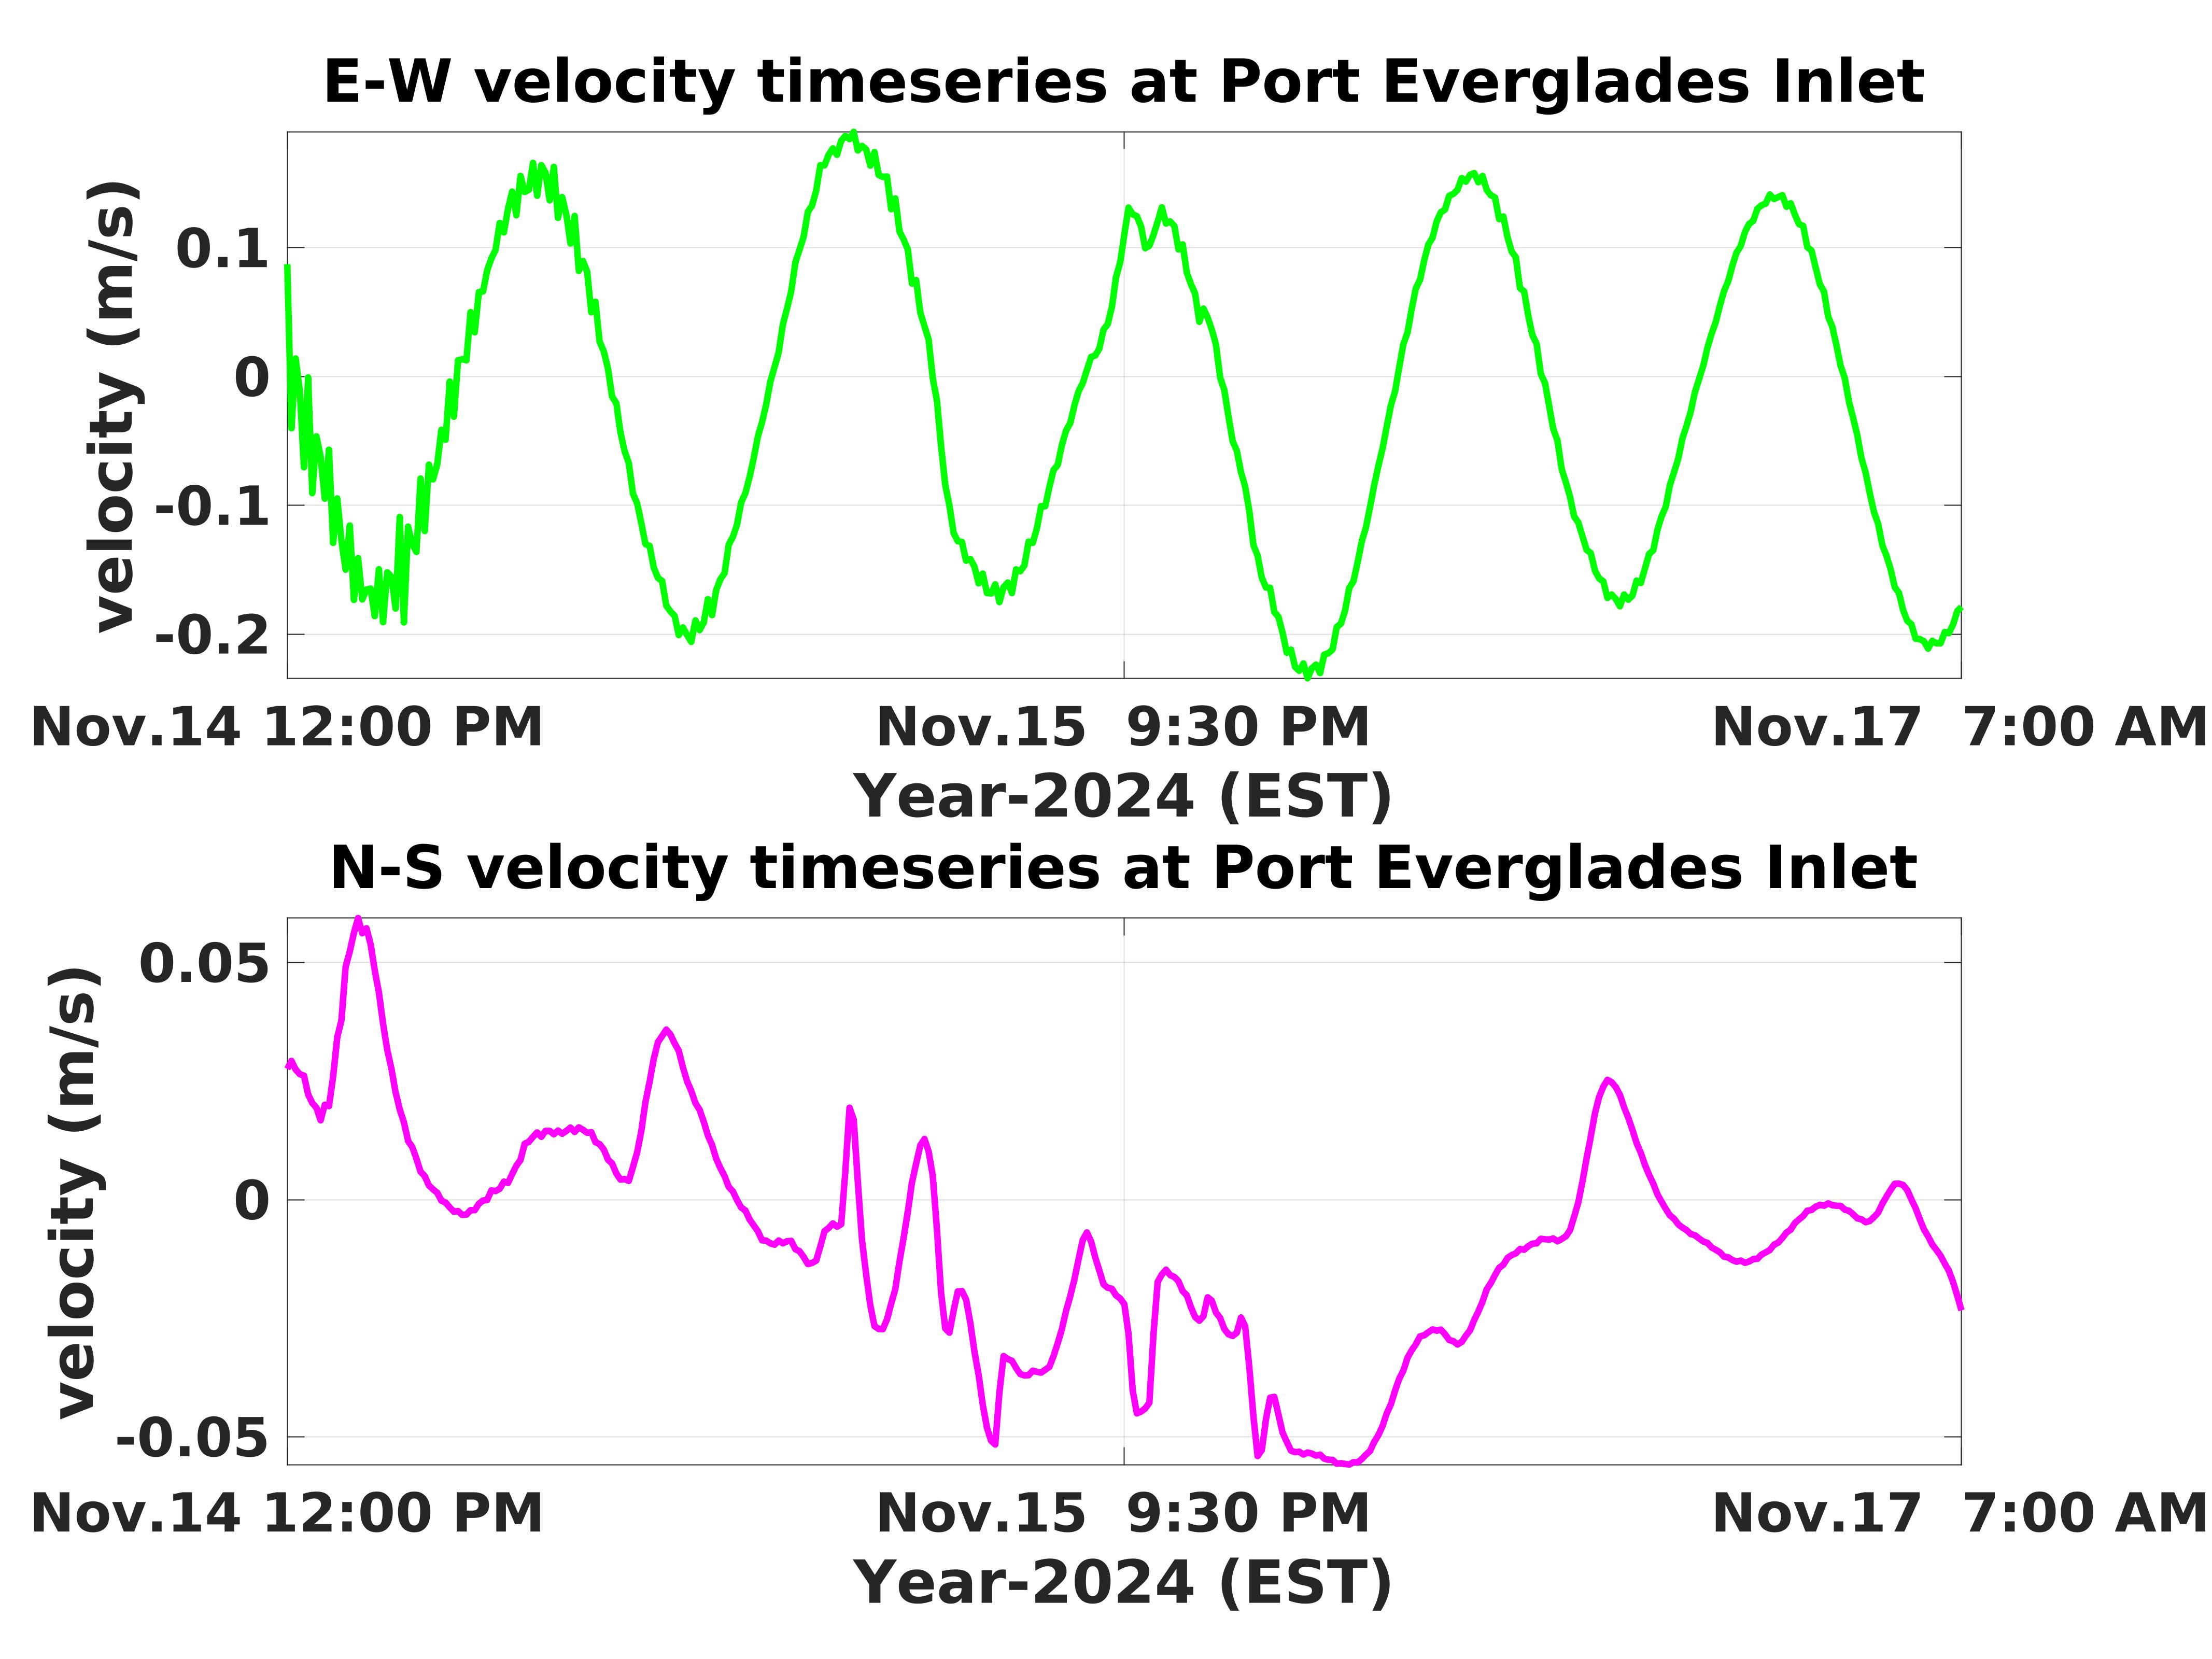 E-W velocity timeseries at Port Everglades Inlet
velocity (m/s)
0.1
0
-0.1
-0.2
Nov.14 12:00 PM Nov.15  9:30 PM Nov.17  7:00 AM
Year-2024 (EST)
N-S velocity timeseries at Port Everglades Inlet
velocity (m/s)
0.05
0
-0.05
Nov.14 12:00 PM Nov.15  9:30 PM Nov.17  7:00 AM
Year-2024 (EST)